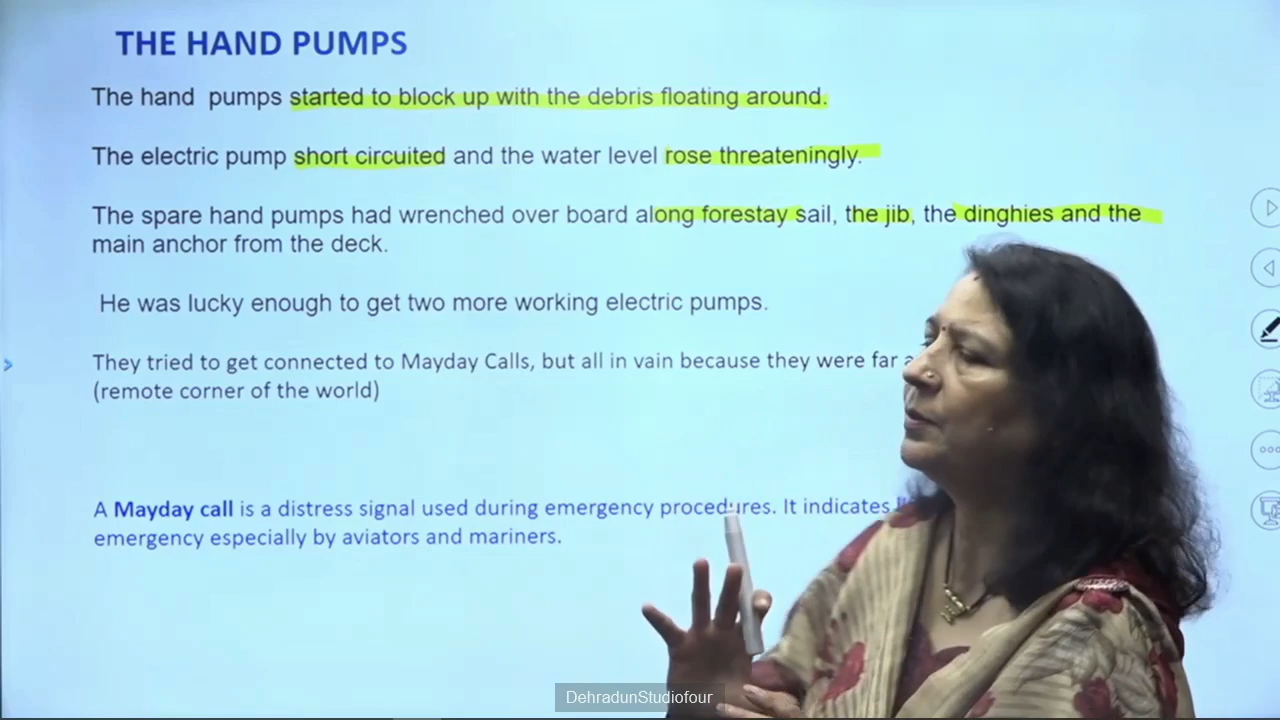 THE HAND PUMPS
The hand pumps started to block up with the debris floating around.
The electric pump short circuited and the water level rose threateningly.
The spare hand pumps had wrenched over board along forestay sail, the jib, the dinghies and the
main anchor from the deck.
He was lucky enough to get two more working electric pumps.
They tried to get connected to Mayday Calls, but all in vain because they were far
(remote corner of the world)
A Mayday call is a distress signal used during emergency procedures. It indicates
emergency especially by aviators and mariners.
DehradunStudiofour